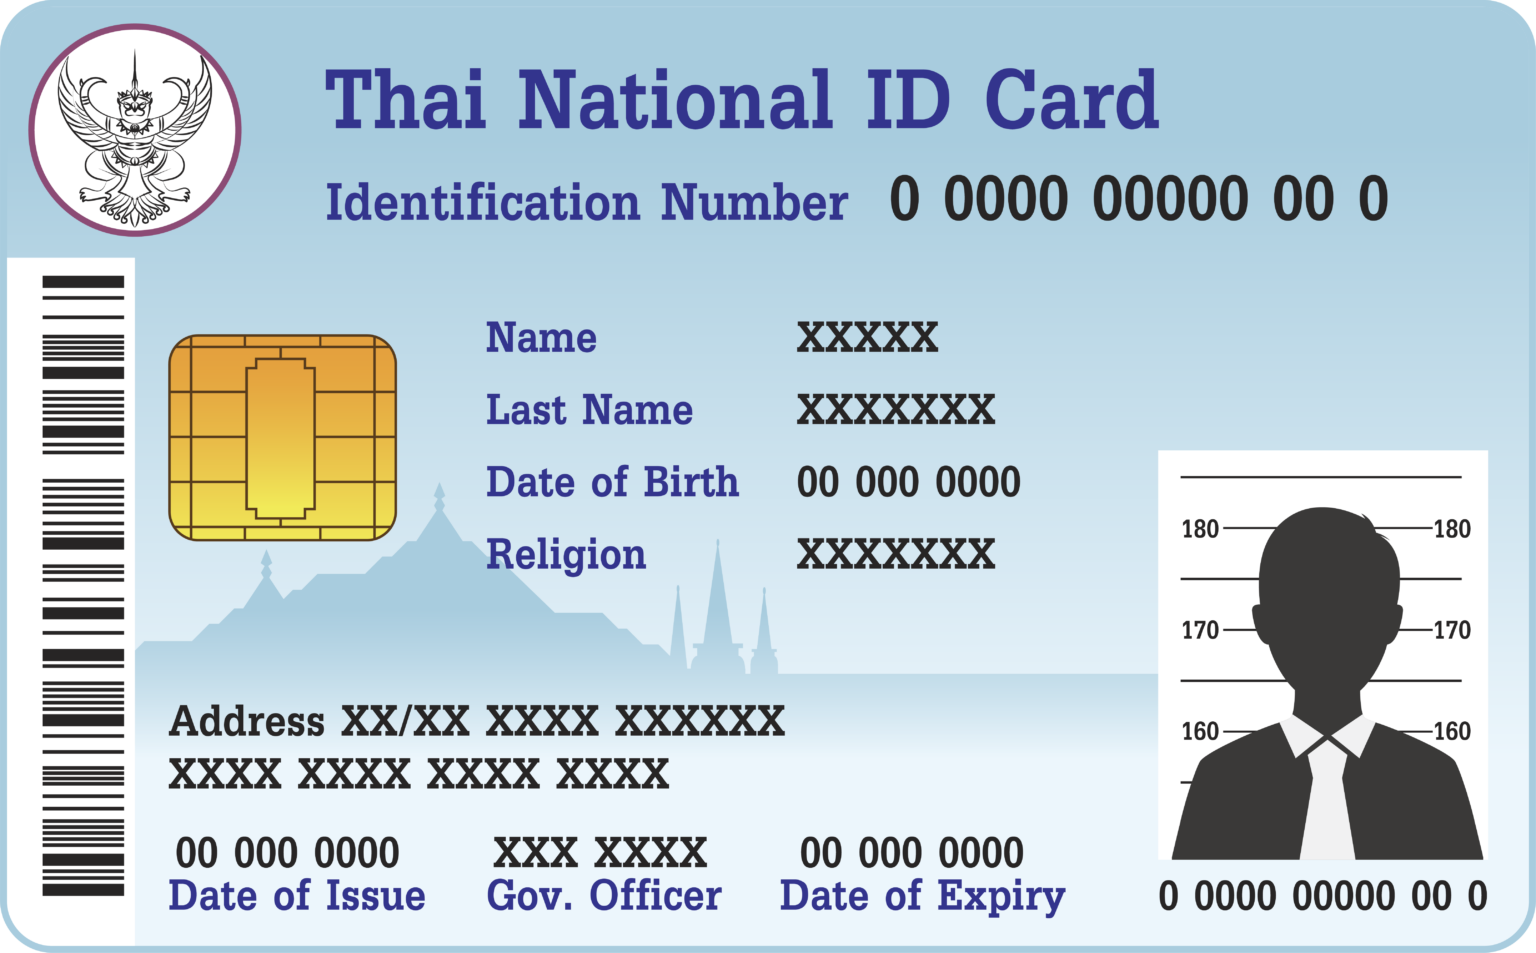 Thai National ID Card
Identification Number 0 0000 00000 00 0
Name XXXXX
Last Name XXXXXXX
Date of Birth 00 000 0000
Religion XXXXXXX
180 180
170 170
160 160
Address XX/XX XXXX XXXXXX
XXXX XXXX XXXX XXXX
00 000 0000 XXX XXXX 00 000 0000
Date of Issue Gov. Officer Date of Expiry 0 0000 00000 00 0